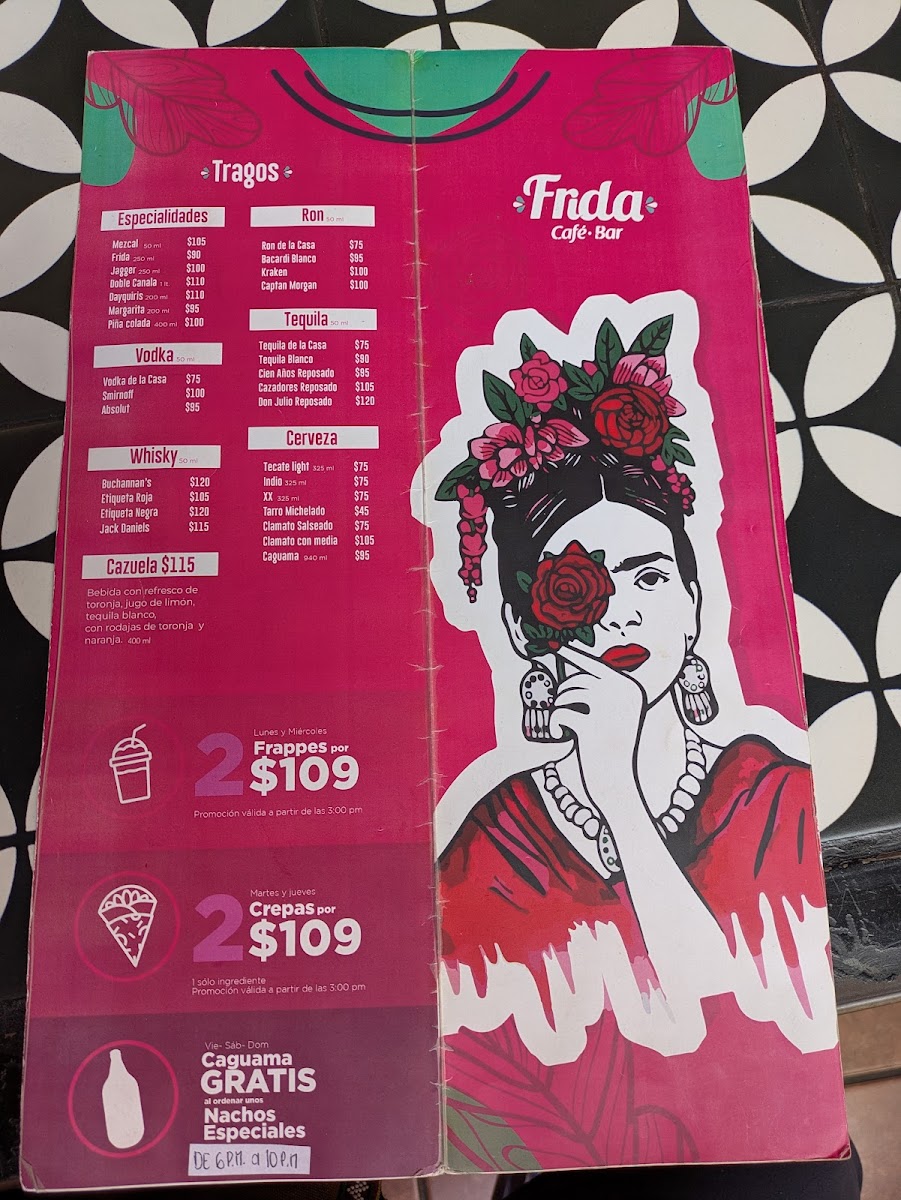 Tragos
Especialidades
Mezcal 50 ml $105
Frida 250 ml $90
Jagger 250 ml $100
Doble Canala 1 lt $110
Dayquiris 200 ml $110
Margarita 200 ml $95
Piña colada 400 ml $100
Vodka 50 ml
Vodka de la Casa $75
Smirnoff $100
Absolut $95
Whisky 50 ml
Buchannan's $120
Etiqueta Roja $105
Etiqueta Negra $120
Jack Daniels $115
Cazuela $115
Bebida con refresco de
toronja, jugo de limón,
tequila blanco,
con rodajas de toronja y
naranja. 400 ml
Ron 50 ml
Ron de la Casa $75
Bacardi Blanco $85
Kraken $100
Captan Morgan $100
Tequila 50 ml
Tequila de la Casa $75
Tequila Blanco $90
Cien Años Reposado $95
Cazadores Reposado $105
Don Julio Reposado $120
Cerveza
Tecate light 325 ml $75
Indio 325 ml $75
XX 325 ml $75
Tarro Michelado $45
Clamato Salseado $75
Clamato con media $105
Caguama 940 ml $95
Lunes y Miércoles
2 Frappes por
$109
Promoción válida a partir de las 3:00 pm
Martes y jueves
2 Crepas por
$109
1 sólo ingrediente
Promoción válida a partir de las 3:00 pm
Vie- Sáb- Dom
Caguama
GRATIS
al ordenar unos
Nachos
Especiales
DE 6 P.M. a 10 P.M
Frida
Café • Bar